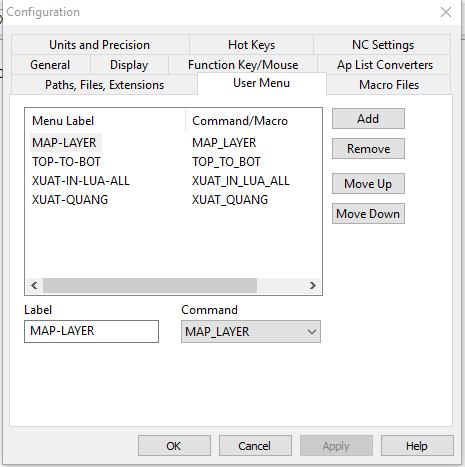 Configuration
Units and Precision Hot Keys NC Settings
General Display Function Key/Mouse Ap List Converters
Paths, Files, Extensions User Menu Macro Files
Menu Label Command/Macro
MAP-LAYER MAP_LAYER
TOP-TO-BOT TOP_TO_BOT
XUAT-IN-LUA-ALL XUAT_IN_LUA_ALL
XUAT-QUANG XUAT_QUANG
Add
Remove
Move Up
Move Down
Label Command
MAP-LAYER MAP_LAYER
OK Cancel Apply Help